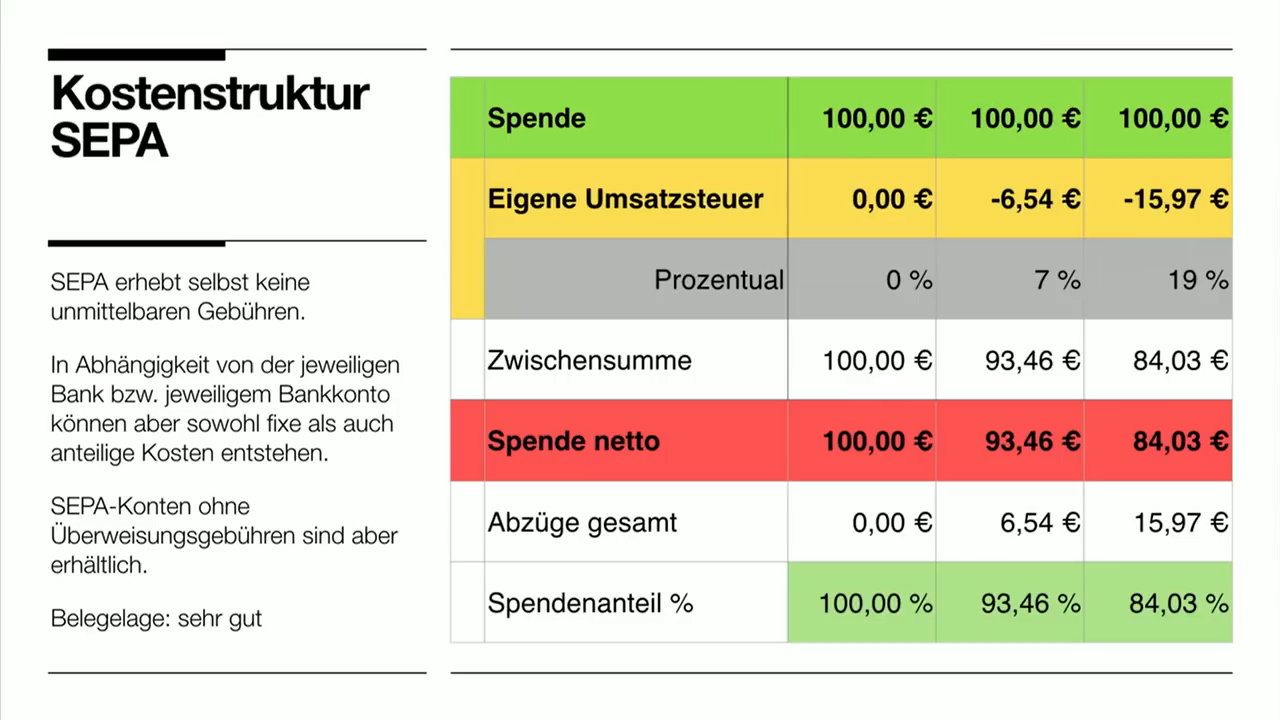 Kostenstruktur
SEPA
SEPA erhebt selbst keine
unmittelbaren Gebühren.
In Abhängigkeit von der jeweiligen
Bank bzw. jeweiligem Bankkonto
können aber sowohl fixe als auch
anteilige Kosten entstehen.
SEPA-Konten ohne
Überweisungsgebühren sind aber
erhältlich.
Belegelage: sehr gut
Spende 100,00 € 100,00 € 100,00 €
Eigene Umsatzsteuer 0,00 € -6,54 € -15,97 €
Prozentual 0 % 7 % 19 %
Zwischensumme 100,00 € 93,46 € 84,03 €
Spende netto 100,00 € 93,46 € 84,03 €
Abzüge gesamt 0,00 € 6,54 € 15,97 €
Spendenanteil % 100,00 % 93,46 % 84,03 %